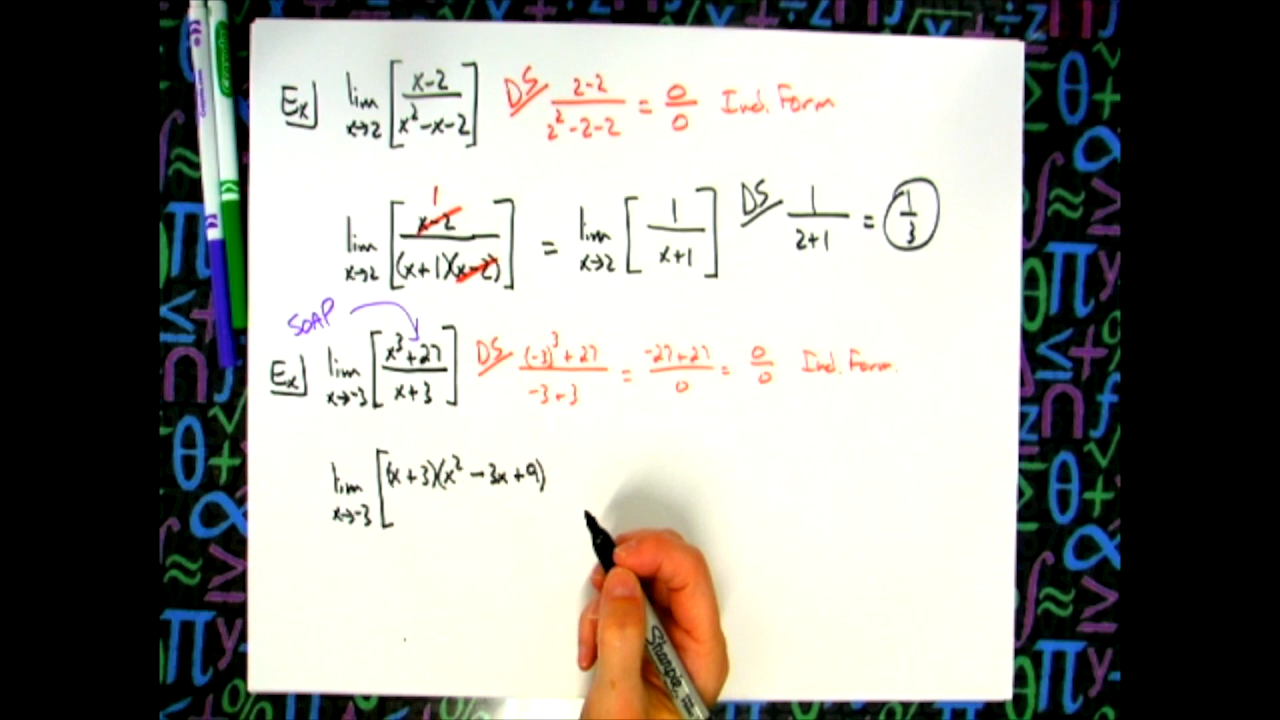 Ex] lim x→2 [x-2 / x²-x-2] DS 2-2 / 2²-2-2 = 0/0 Ind. Form
lim x→2 [x-2 / (x+1)(x-2)] 1 = lim x→2 [1 / x+1] DS 1 / 2+1 = 1/3
SOAP
Ex] lim x→-3 [x³+27 / x+3] DS (-3)³+27 / -3+3 = -27+27 / 0 = 0/0 Ind. Form.
lim x→-3 [(x+3)(x²-3x+9)
Sharpie